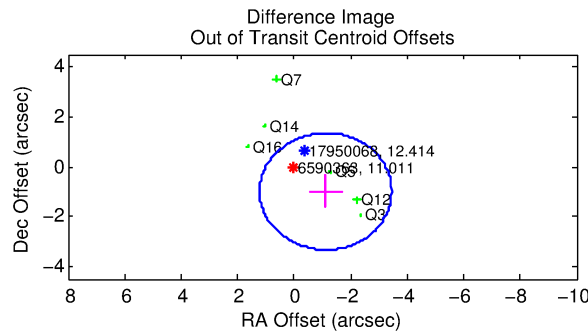 Difference Image
Out of Transit Centroid Offsets
Dec Offset (arcsec)
4
2
0
−2
−4
Q7
Q14
Q16
17950068, 12.414
6590363, 11.011
Q5
Q12
Q3
8 6 4 2 0 −2 −4 −6 −8 −10
RA Offset (arcsec)